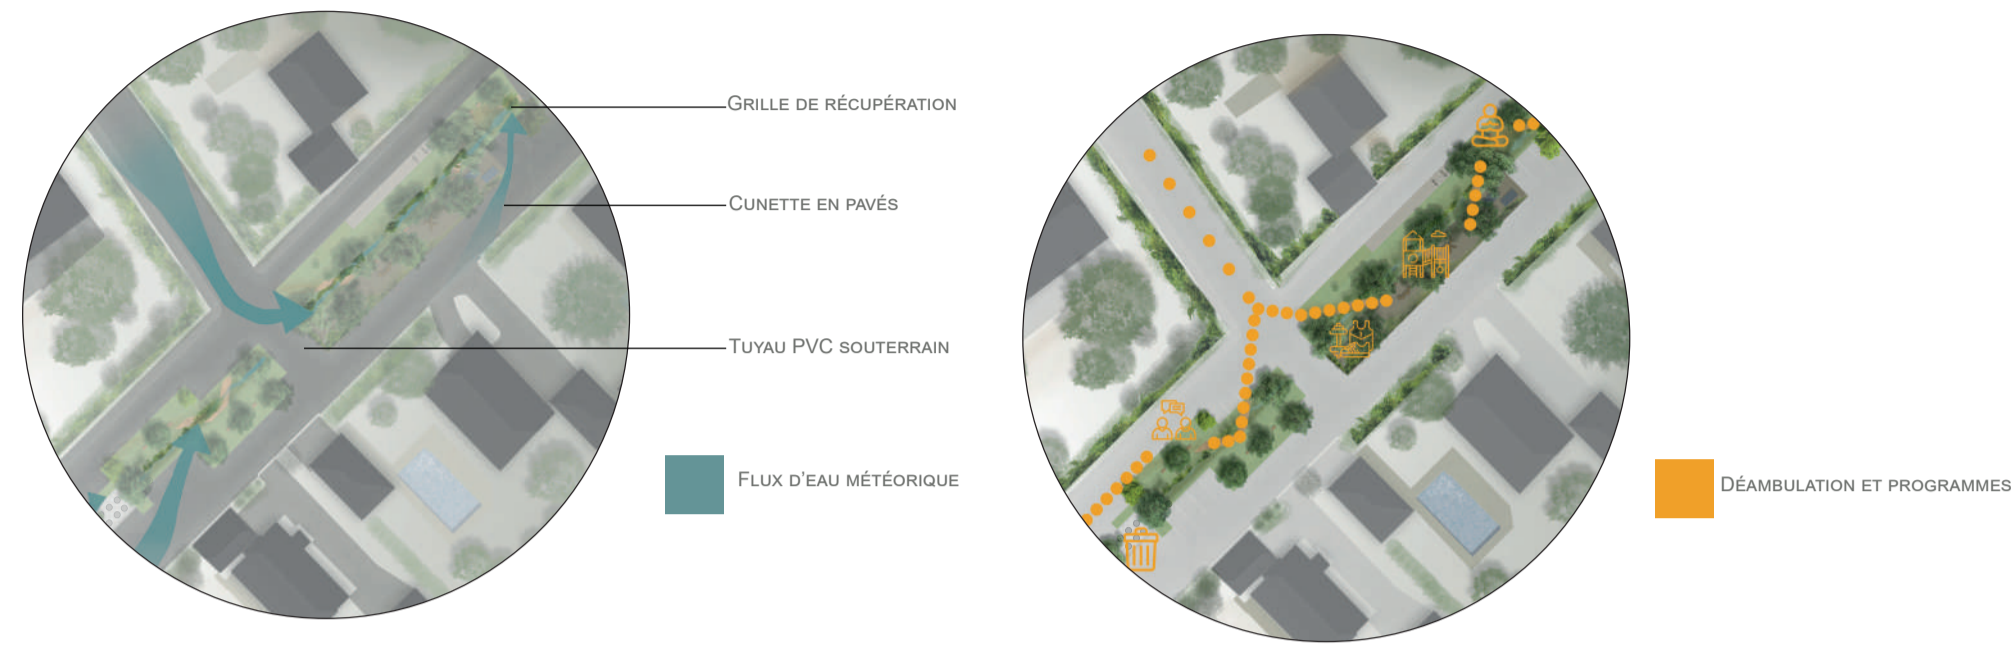 Grille de récupération
Cunette en pavés
Tuyau PVC souterrain
Flux d'eau météorique
Déambulation et programmes